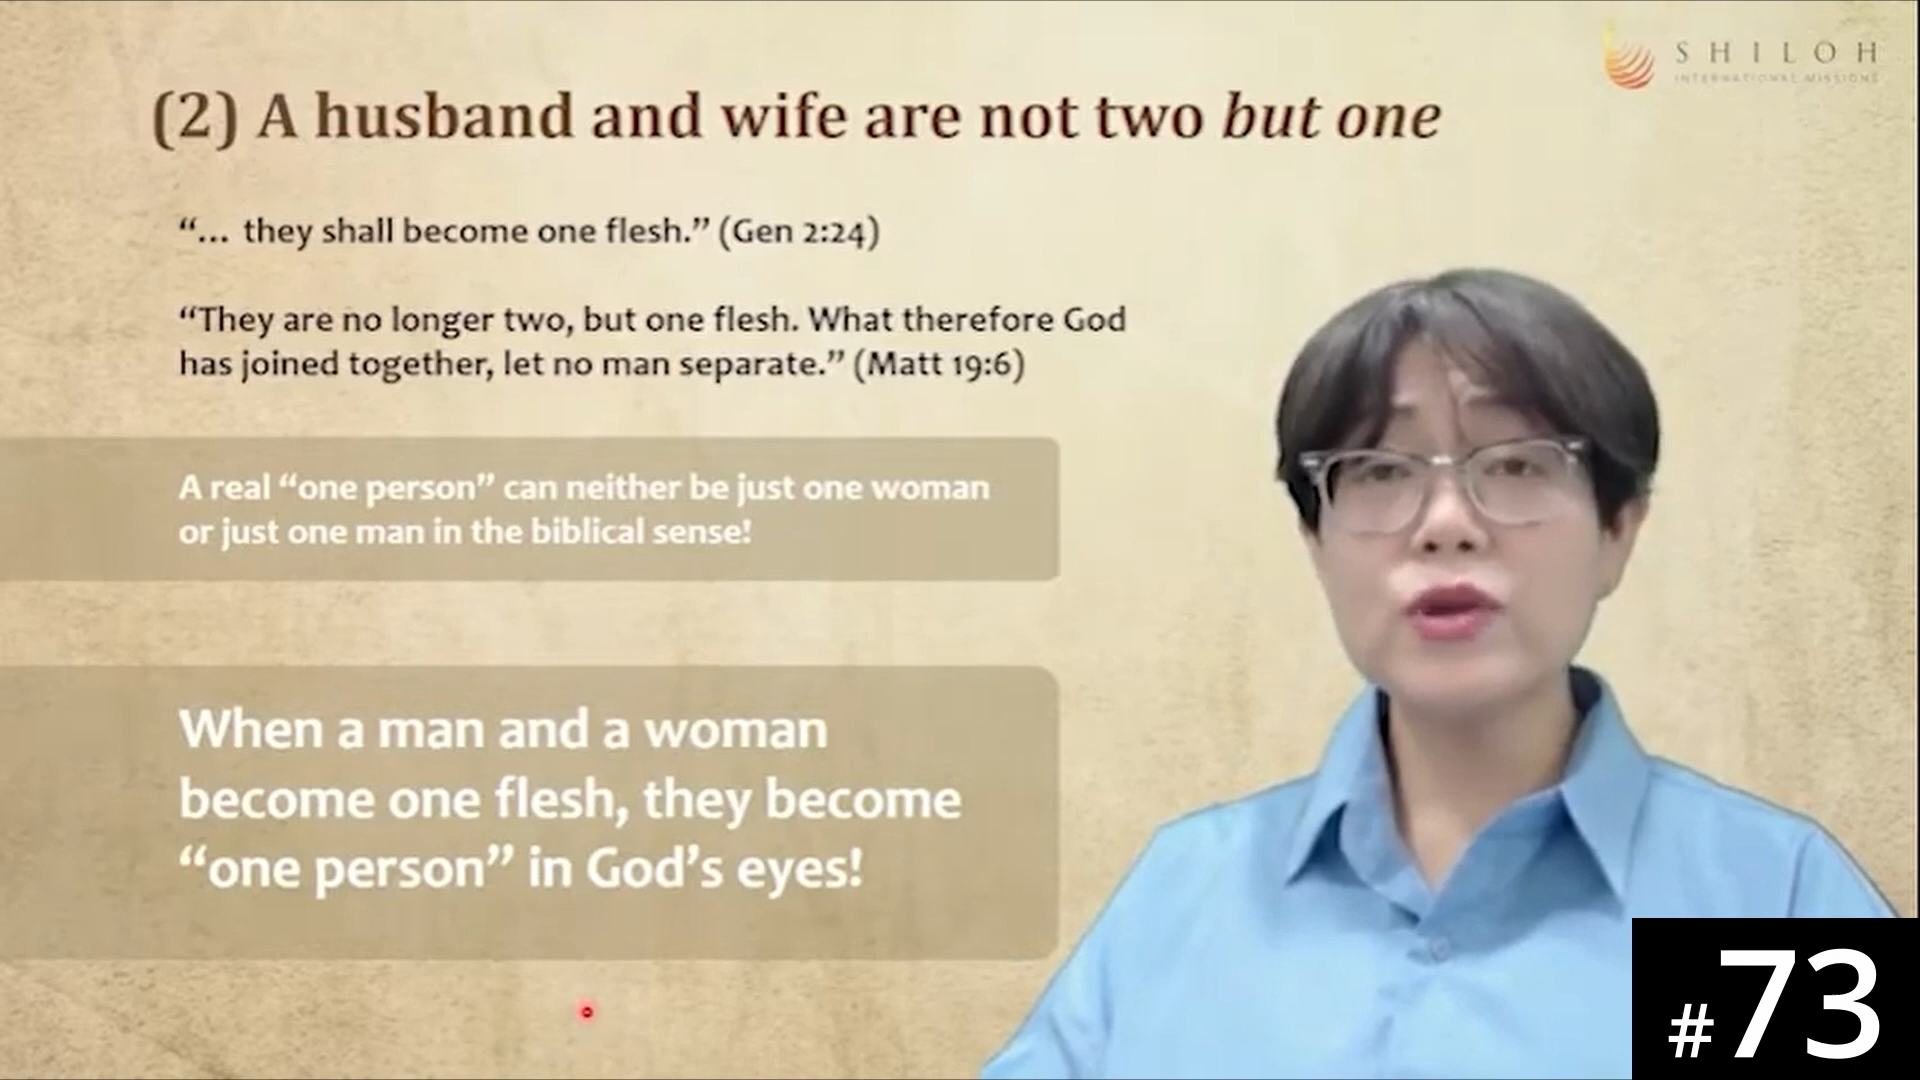 SHILOH
INTERNATIONAL MISSIONS
(2) A husband and wife are not two but one
“... they shall become one flesh.” (Gen 2:24)
“They are no longer two, but one flesh. What therefore God
has joined together, let no man separate.” (Matt 19:6)
A real “one person” can neither be just one woman
or just one man in the biblical sense!
When a man and a woman
become one flesh, they become
“one person” in God’s eyes!
#73